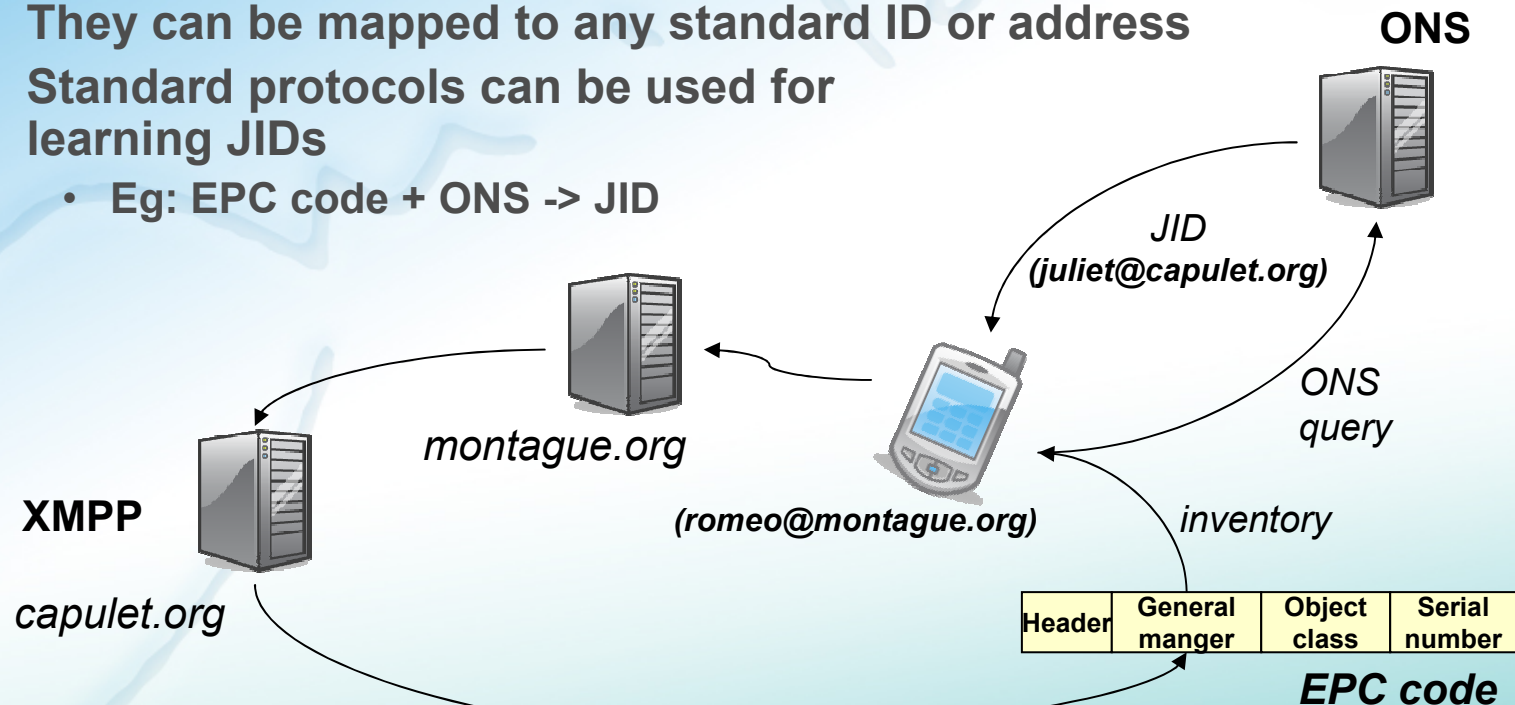 They can be mapped to any standard ID or address
ONS
Standard protocols can be used for
learning JIDs
• Eg: EPC code + ONS -> JID
JID
(juliet@capulet.org)
ONS
query
montague.org
XMPP
(romeo@montague.org)
inventory
capulet.org
Header General manger Object class Serial number
EPC code